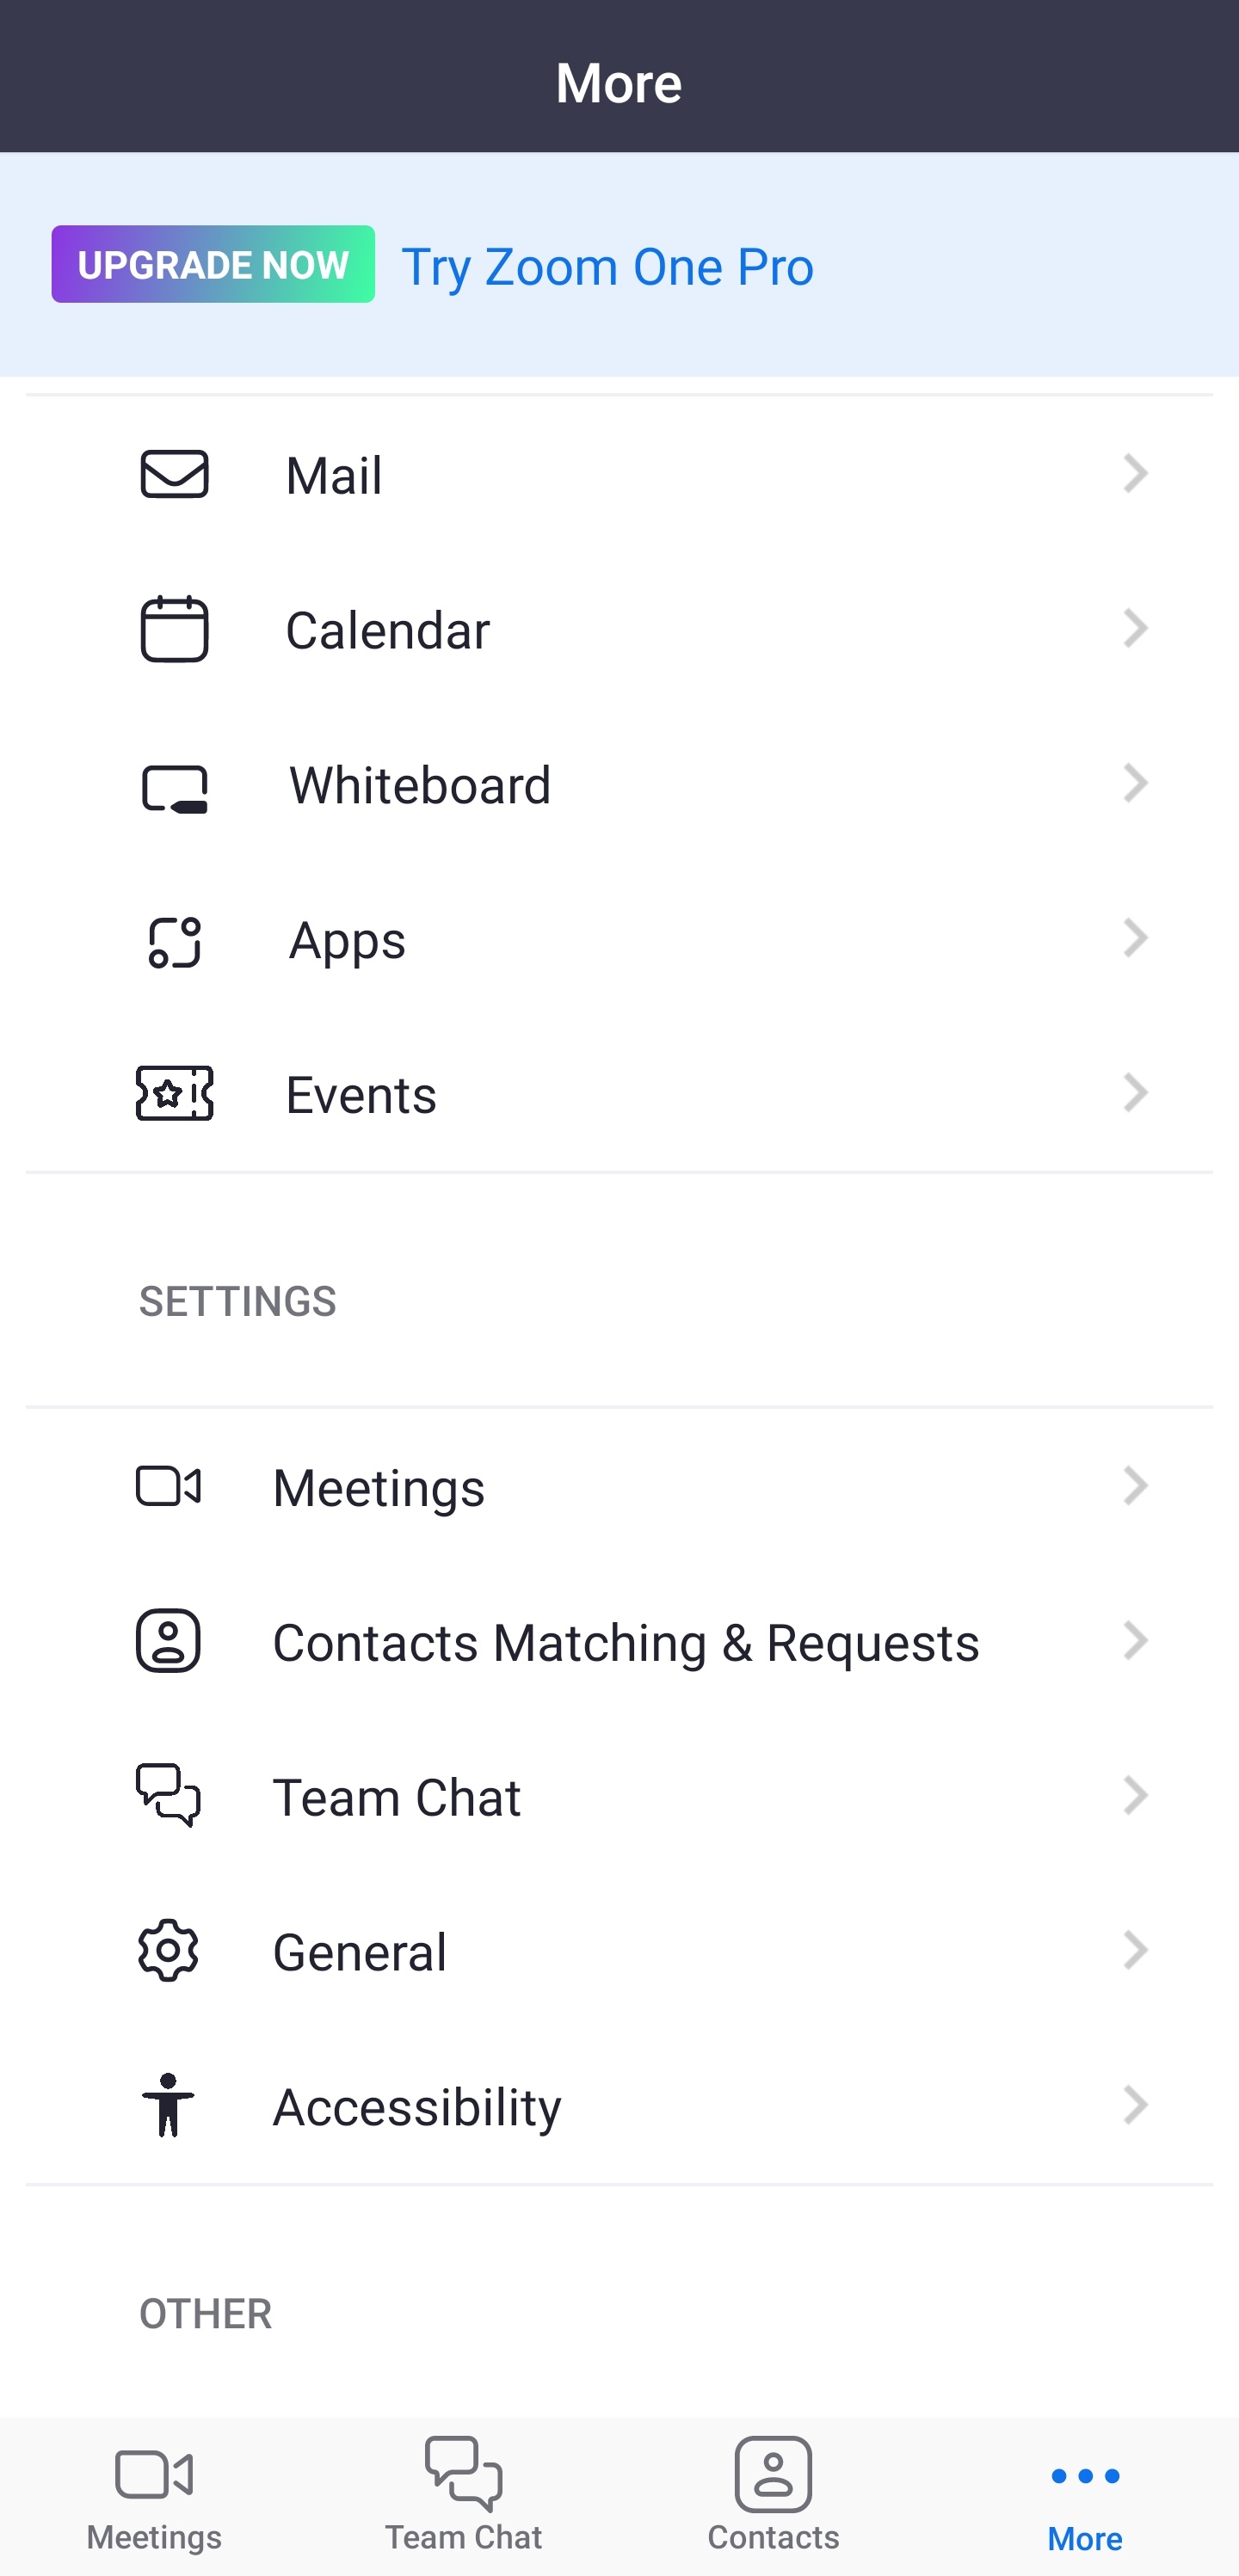 More
UPGRADE NOW Try Zoom One Pro
Mail
Calendar
Whiteboard
Apps
Events
SETTINGS
Meetings
Contacts Matching & Requests
Team Chat
General
Accessibility
OTHER
Meetings Team Chat Contacts More